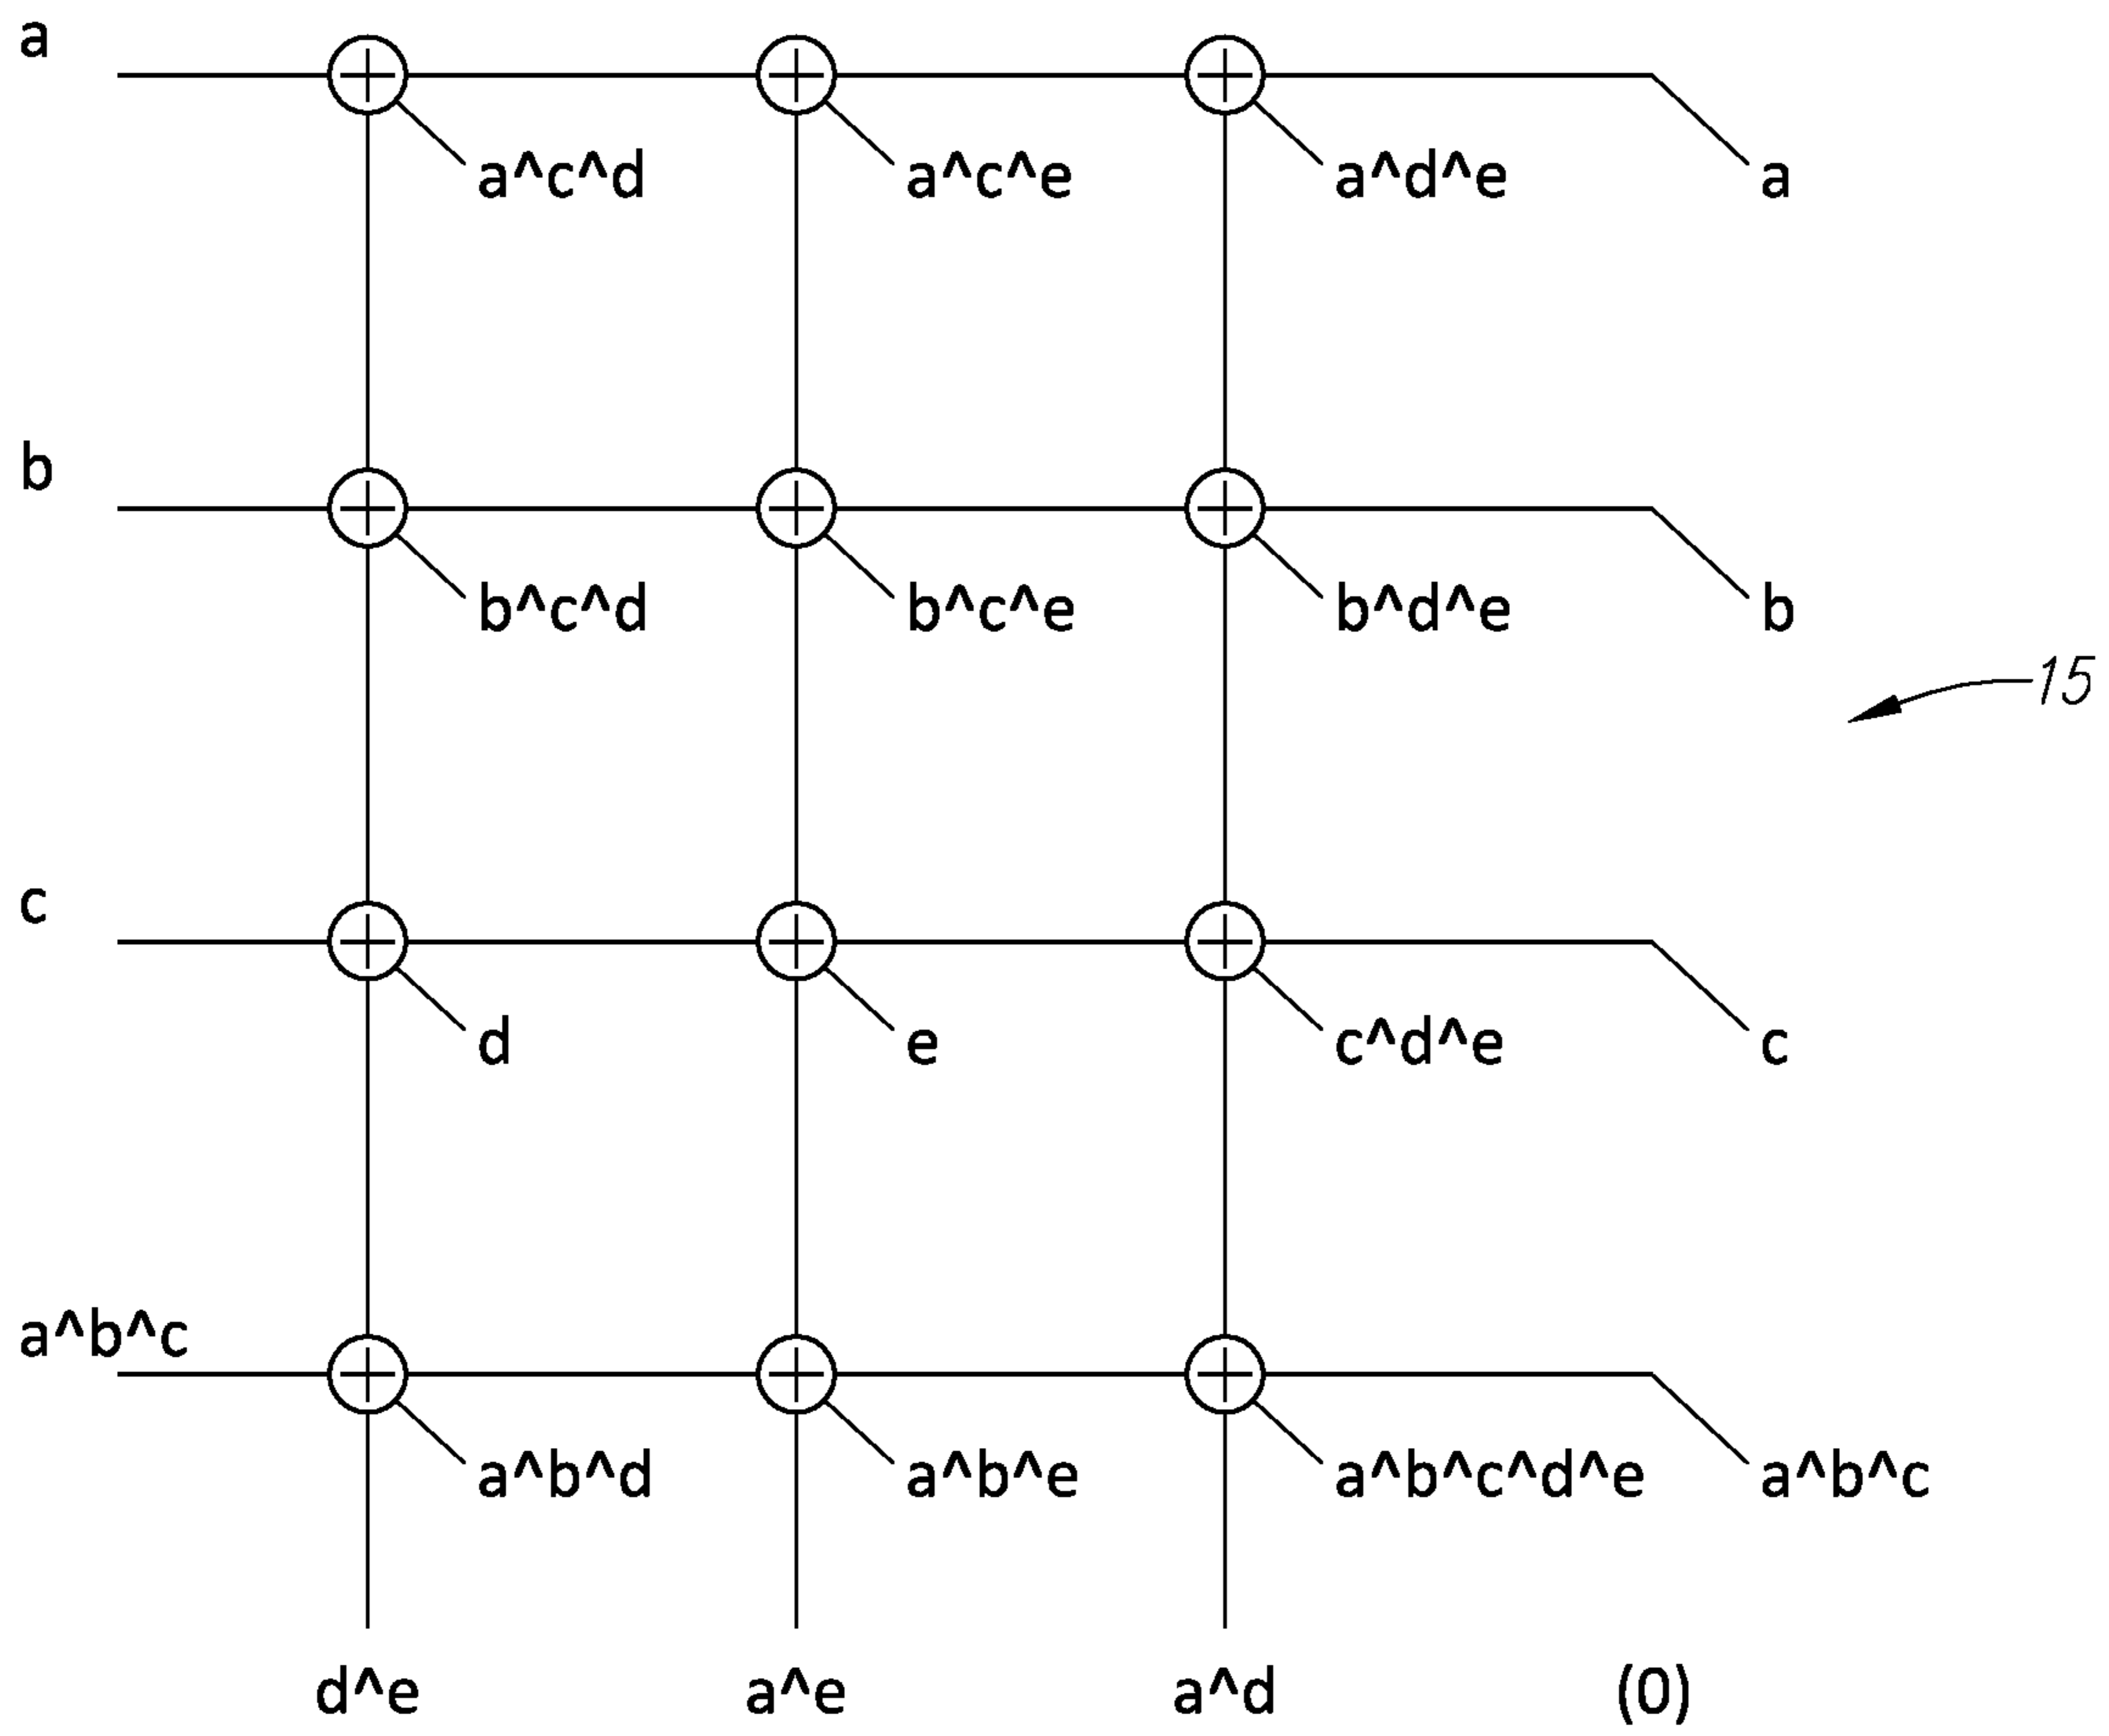 a
a^c^d a^c^e a^d^e a
b
b^c^d b^c^e b^d^e b
15
c
d e c^d^e c
a^b^c
a^b^d a^b^e a^b^c^d^e a^b^c
d^e a^e a^d (0)